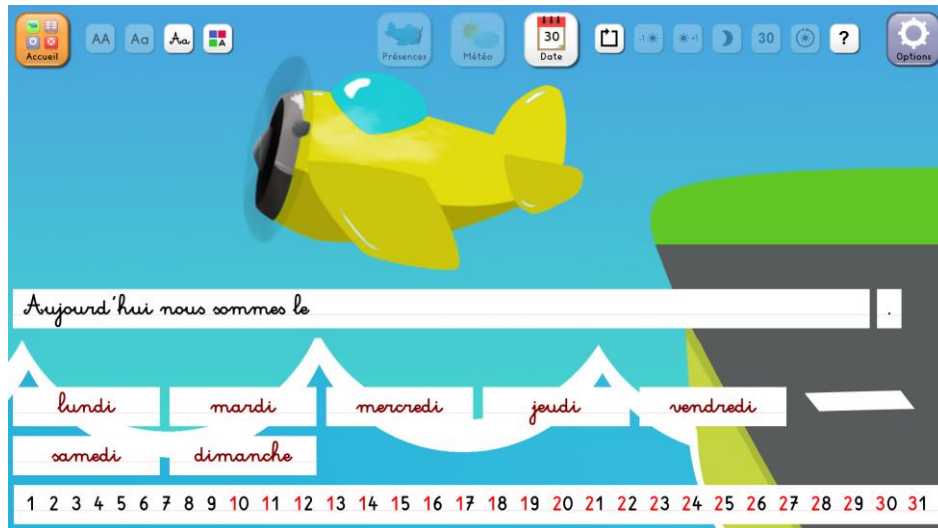 AA Aa Aa A 30 30 ?
Accueil Présences Météo Date -1 +1 Options
Aujourd'hui nous sommes le .
lundi mardi mercredi jeudi vendredi
samedi dimanche
1 2 3 4 5 6 7 8 9 10 11 12 13 14 15 16 17 18 19 20 21 22 23 24 25 26 27 28 29 30 31